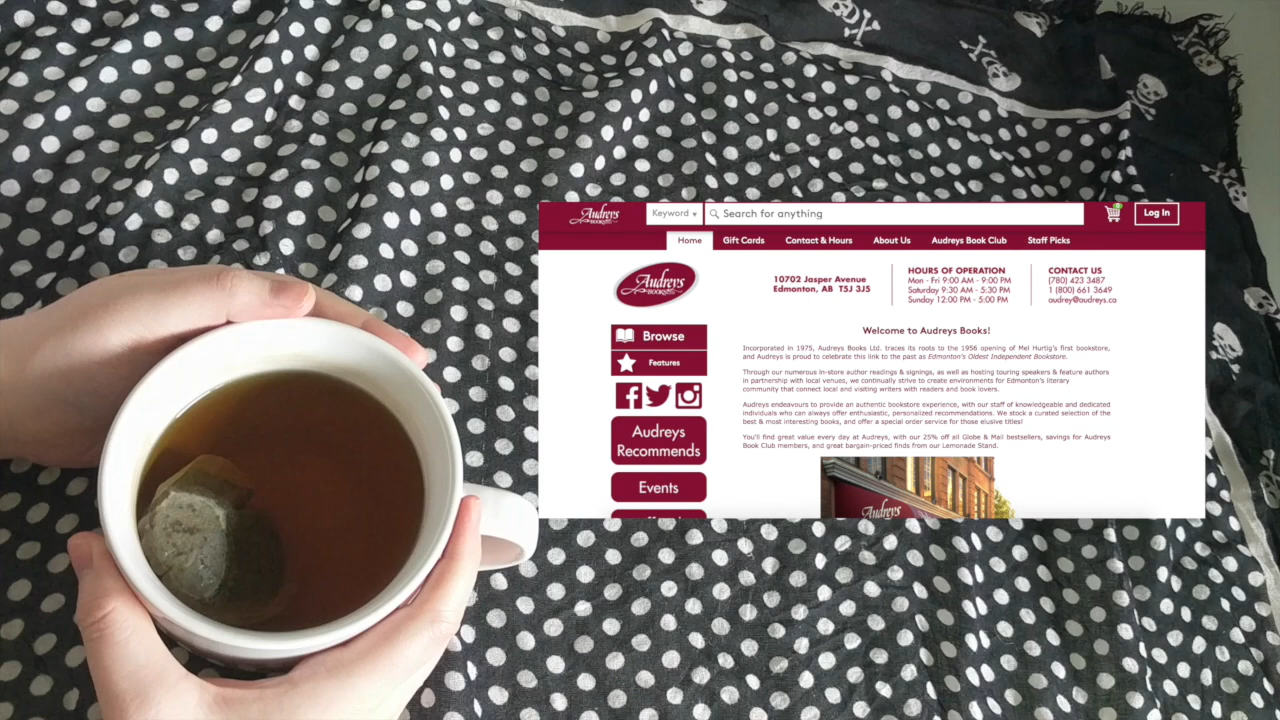 Audreys
BOOKS
Keyword
Search for anything
0
Log In
Home
Gift Cards
Contact & Hours
About Us
Audreys Book Club
Staff Picks
Audreys
BOOKS
10702 Jasper Avenue
Edmonton, AB T5J 3J5
HOURS OF OPERATION
Mon - Fri 9:00 AM - 9:00 PM
Saturday 9:30 AM - 5:30 PM
Sunday 12:00 PM - 5:00 PM
CONTACT US
(780) 423 3487
1 (800) 661 3649
audrey@audreys.ca
Browse
Features
Audreys
Recommends
Events
Welcome to Audreys Books!
Incorporated in 1975, Audreys Books Ltd. traces its roots to the 1956 opening of Mel Hurtig's first bookstore,
and Audreys is proud to celebrate this link to the past as Edmonton's Oldest Independent Bookstore.
Through our numerous in-store author readings & signings, as well as hosting touring speakers & feature authors
in partnership with local venues, we continually strive to create environments for Edmonton's literary
community that connect local and visiting writers with readers and book lovers.
Audreys endeavours to provide an authentic bookstore experience, with our staff of knowledgeable and dedicated
individuals who can always offer enthusiastic, personalized recommendations. We stock a curated selection of the
best & most interesting books, and offer a special order service for those elusive titles!
You'll find great value every day at Audreys, with our 25% off all Globe & Mail bestsellers, savings for Audreys
Book Club members, and great bargain-priced finds from our Lemonade Stand.
Audreys